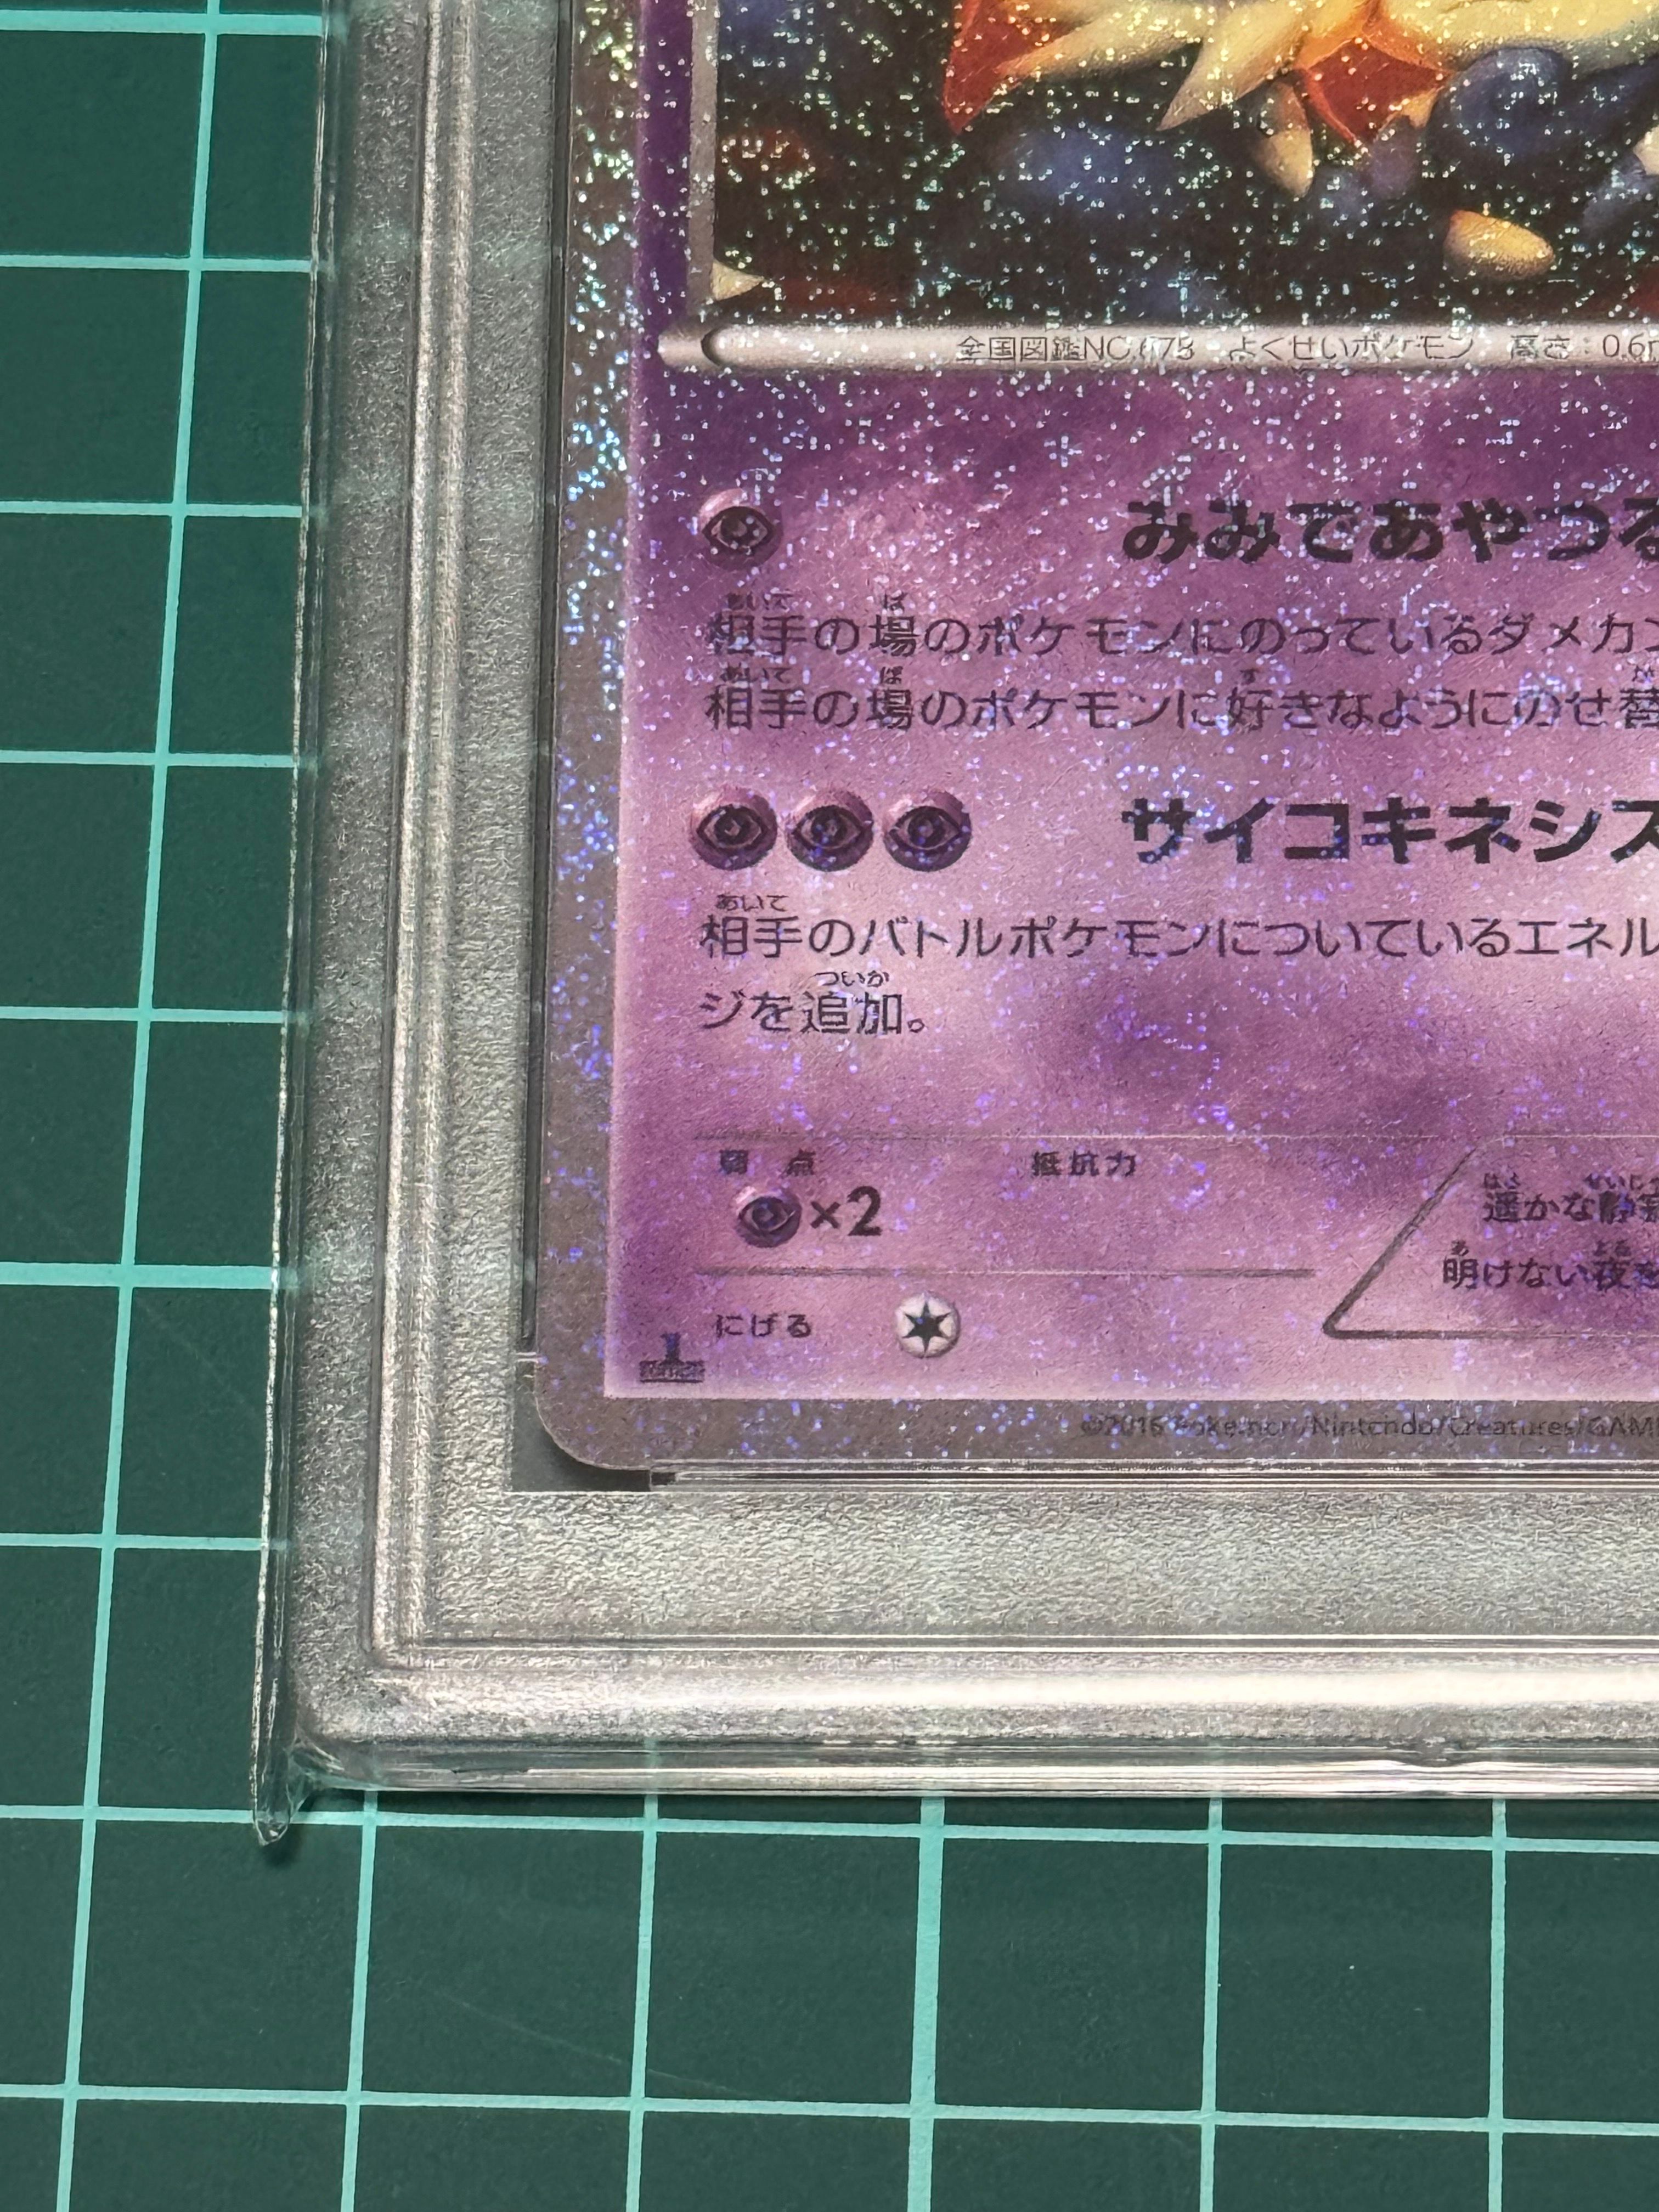 全国図鑑NO.678 よくせいポケモン 高さ：0.6m
みみであやつる
あいて ば
相手の場のポケモンにのっているダメカン
あいて ば す
相手の場のポケモンに好きなようにのせ替
サイコキネシス
あいて
相手のバトルポケモンについているエネル
ついか
ジを追加。
弱点 抵抗力
×2
はる せいじ
遥かな静寂
あ よる
明けない夜を
にげる
1
©2016 Pokémon/Nintendo/Creatures/GAME